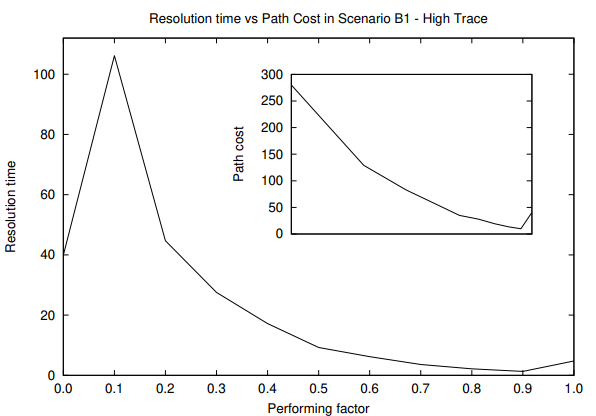 Resolution time vs Path Cost in Scenario B1 - High Trace
Resolution time
100
80
60
40
20
0
0.0 0.1 0.2 0.3 0.4 0.5 0.6 0.7 0.8 0.9 1.0
Performing factor
Path cost
300
250
200
150
100
50
0